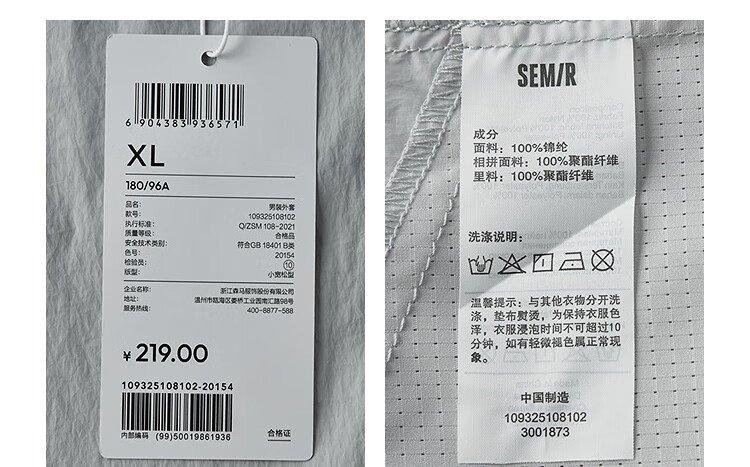 6 904383 936571
XL
180/96A
品名: 男装外套
款号: 109325108102
执行标准: Q/ZSM 108-2021
质量等级: 合格品
安全技术类别: 符合GB 18401 B类
色号: 20154
检验员: 10
版型: 小宽松型
企业名称: 浙江森马服饰股份有限公司
地址: 温州市瓯海区娄桥工业园南汇路98号
服务热线: 400-8877-588
¥ 219.00
109325108102-20154
内部编码 (99)50019861936
合格证
SEMIR
成分
面料: 100%锦纶
相拼面料: 100%聚酯纤维
里料: 100%聚酯纤维
洗涤说明:
温馨提示: 与其他衣物分开洗
涤, 垫布熨烫, 为保持衣服色
泽, 衣服浸泡时间不可超过10
分钟, 如有轻微褪色属正常现
象。
中国制造
109325108102
3001873